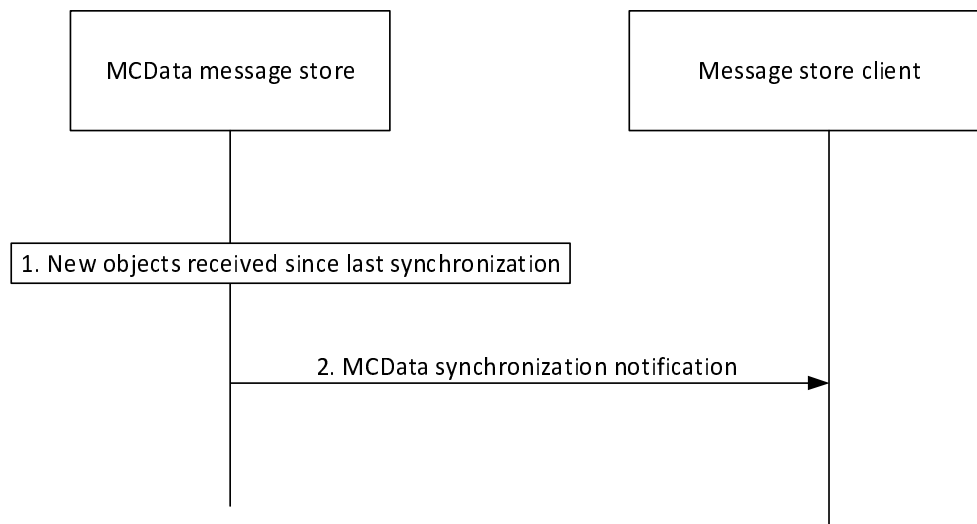 MCData message store
Message store client
1. New objects received since last synchronization
2. MCData synchronization notification